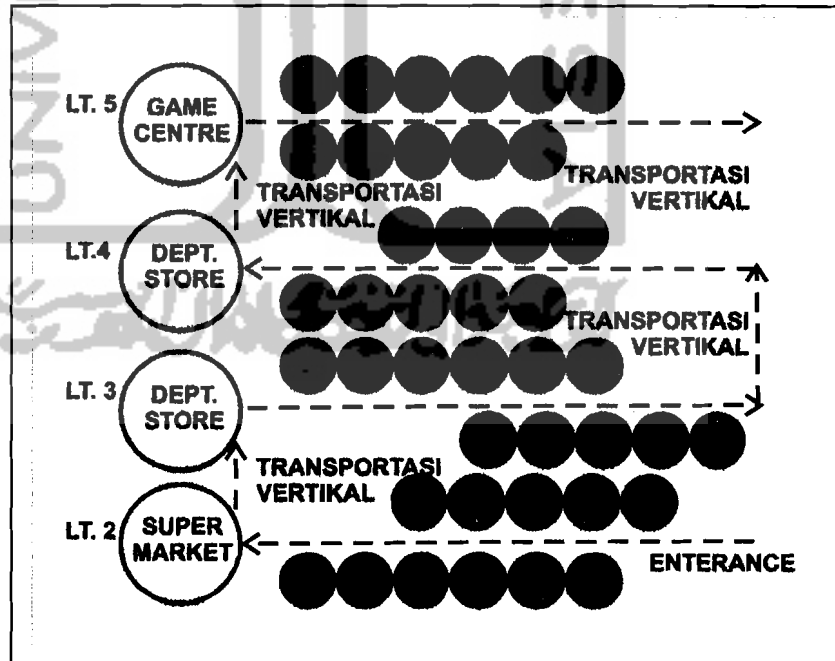 LT. 5
GAME
CENTRE
TRANSPORTASI
VERTIKAL
TRANSPORTASI
VERTIKAL
LT.4
DEPT.
STORE
TRANSPORTASI
VERTIKAL
LT. 3
DEPT.
STORE
TRANSPORTASI
VERTIKAL
LT. 2
SUPER
MARKET
ENTERANCE
UNIV